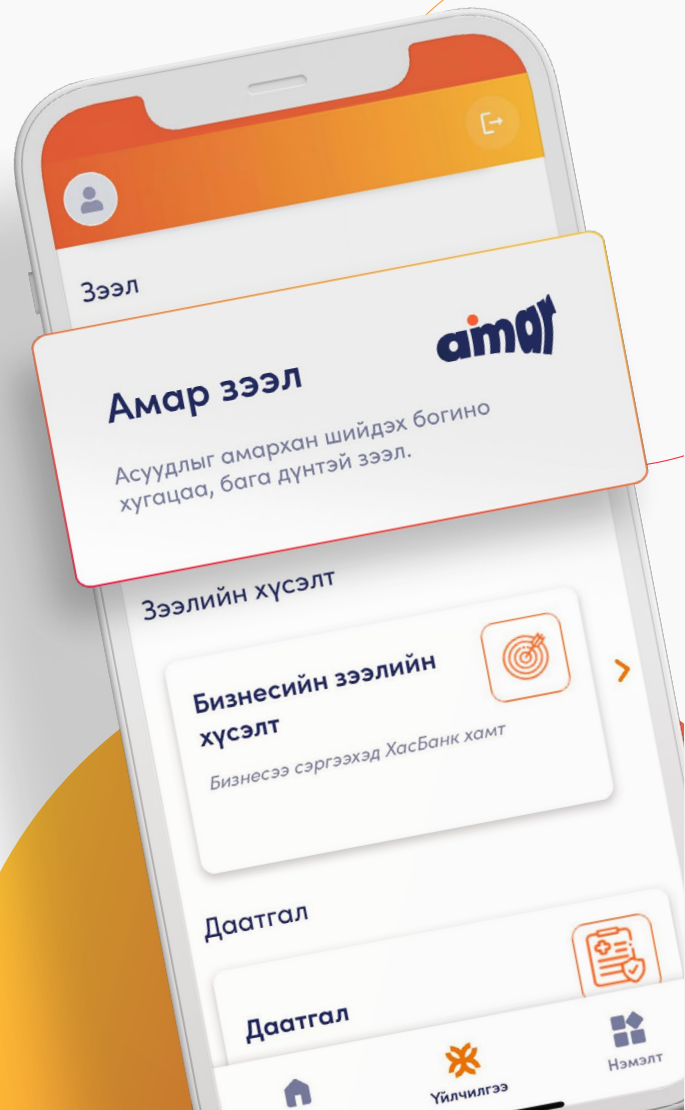 Зээл
amar
Амар зээл
Асуудлыг амархан шийдэх богино
хугацаа, бага дүнтэй зээл.
Зээлийн хүсэлт
Бизнесийн зээлийн
хүсэлт
Бизнесээ сэргээхэд ХасБанк хамт
Даатгал
Даатгал
Үйлчилгээ
Нэмэлт